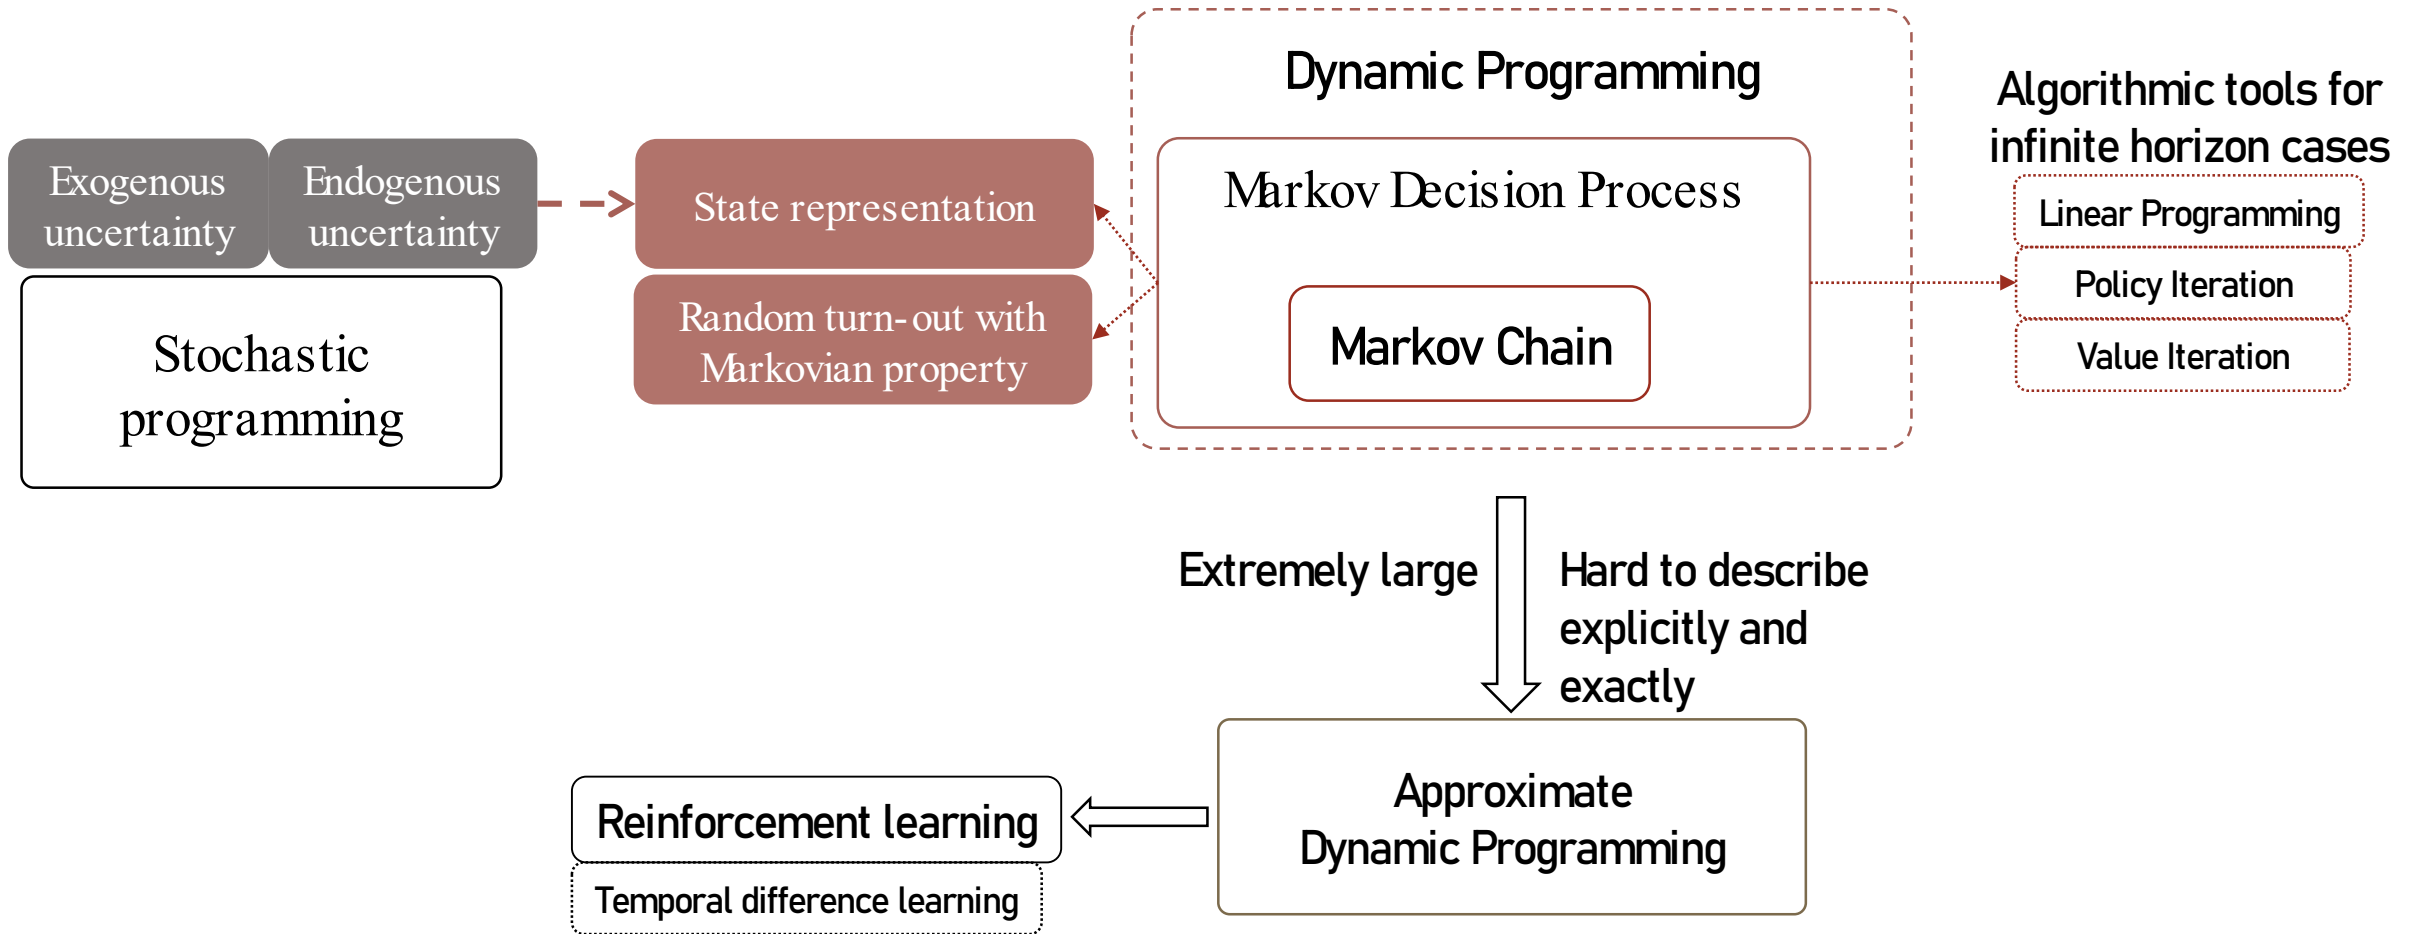 Exogenous
uncertainty
Endogenous
uncertainty
Stochastic
programming
State representation
Random turn-out with
Markovian property
Dynamic Programming
Markov Decision Process
Markov Chain
Algorithmic tools for
infinite horizon cases
Linear Programming
Policy Iteration
Value Iteration
Extremely large
Hard to describe
explicitly and
exactly
Approximate
Dynamic Programming
Reinforcement learning
Temporal difference learning